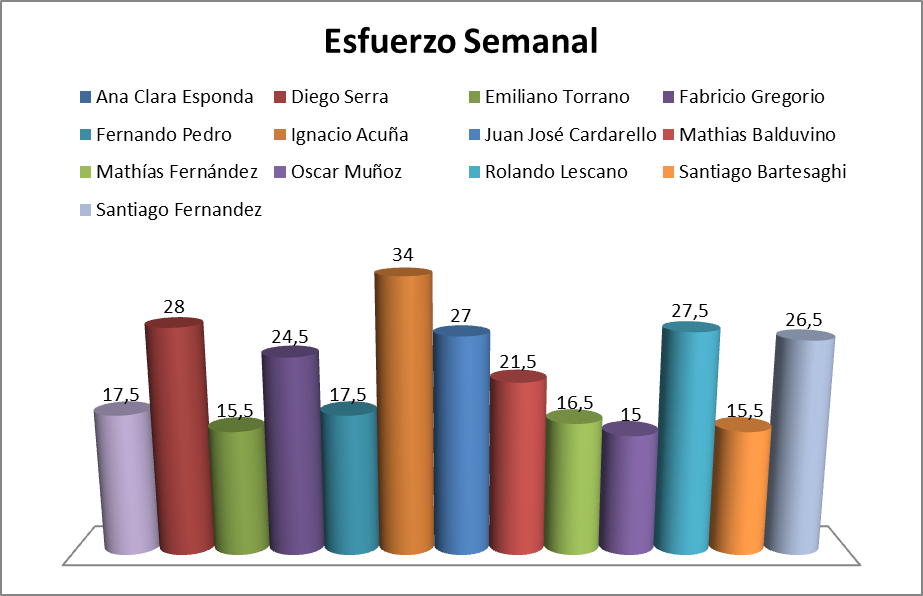 Esfuerzo Semanal
Ana Clara Esponda Diego Serra Emiliano Torrano Fabricio Gregorio
Fernando Pedro Ignacio Acuña Juan José Cardarello Mathias Balduvino
Mathías Fernández Oscar Muñoz Rolando Lescano Santiago Bartesaghi
Santiago Fernandez
34
28
27
27,5
26,5
24,5
21,5
17,5
17,5
16,5
15,5
15
15,5